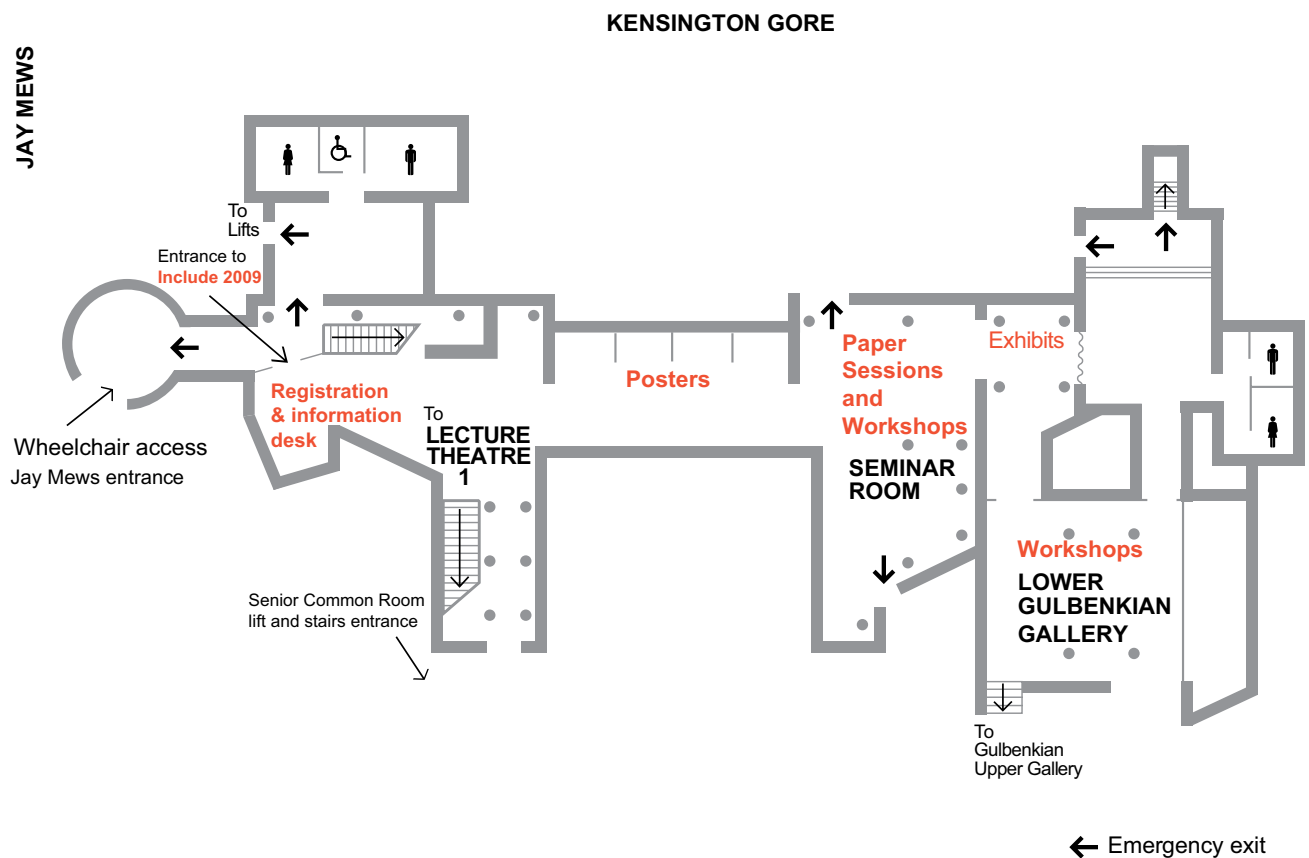 KENSINGTON GORE
JAY MEWS
To
Lifts
Entrance to
Include 2009
Registration
& information
desk
Wheelchair access
Jay Mews entrance
To
LECTURE
THEATRE
1
Senior Common Room
lift and stairs entrance
Posters
Paper
Sessions
and
Workshops
SEMINAR
ROOM
Exhibits
Workshops
LOWER
GULBENKIAN
GALLERY
To
Gulbenkian
Upper Gallery
Emergency exit